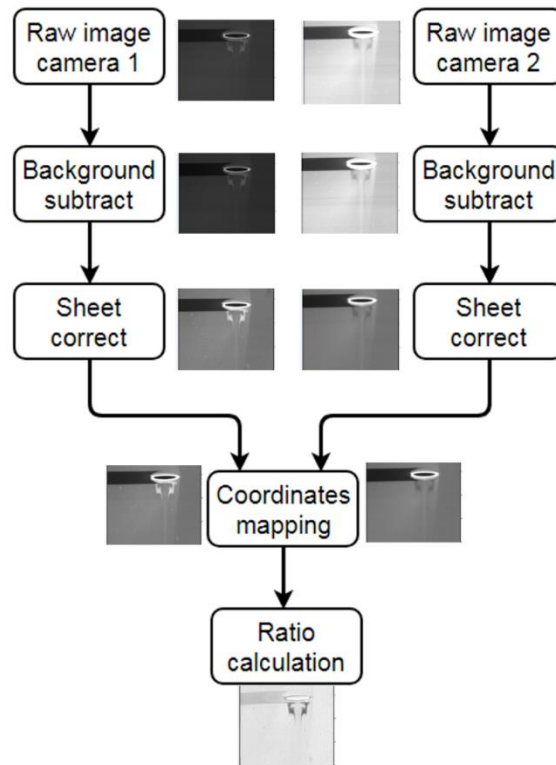 Raw image
camera 1
Raw image
camera 2
Background
subtract
Background
subtract
Sheet
correct
Sheet
correct
Coordinates
mapping
Ratio
calculation